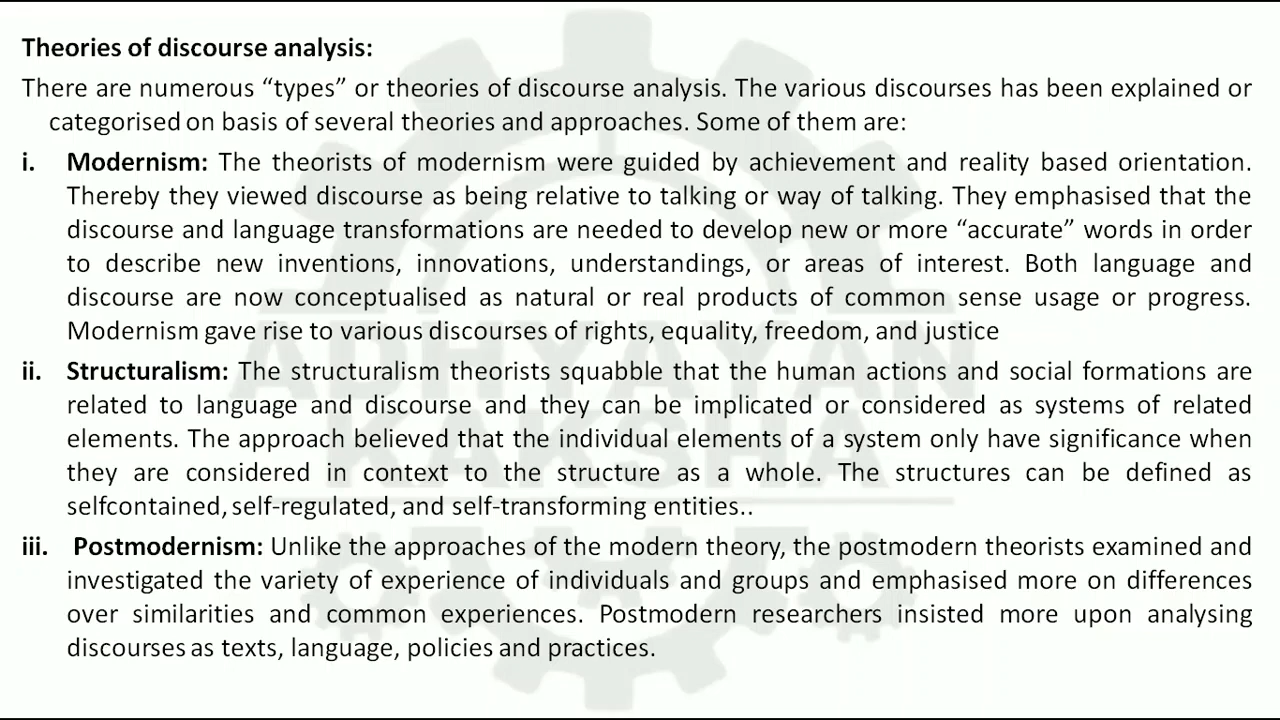 Theories of discourse analysis:
There are numerous “types” or theories of discourse analysis. The various discourses has been explained or
categorised on basis of several theories and approaches. Some of them are:
i. Modernism: The theorists of modernism were guided by achievement and reality based orientation.
Thereby they viewed discourse as being relative to talking or way of talking. They emphasised that the
discourse and language transformations are needed to develop new or more “accurate” words in order
to describe new inventions, innovations, understandings, or areas of interest. Both language and
discourse are now conceptualised as natural or real products of common sense usage or progress.
Modernism gave rise to various discourses of rights, equality, freedom, and justice
ii. Structuralism: The structuralism theorists squabble that the human actions and social formations are
related to language and discourse and they can be implicated or considered as systems of related
elements. The approach believed that the individual elements of a system only have significance when
they are considered in context to the structure as a whole. The structures can be defined as
selfcontained, self-regulated, and self-transforming entities..
iii. Postmodernism: Unlike the approaches of the modern theory, the postmodern theorists examined and
investigated the variety of experience of individuals and groups and emphasised more on differences
over similarities and common experiences. Postmodern researchers insisted more upon analysing
discourses as texts, language, policies and practices.
ADHYAYAN
KAKSHA